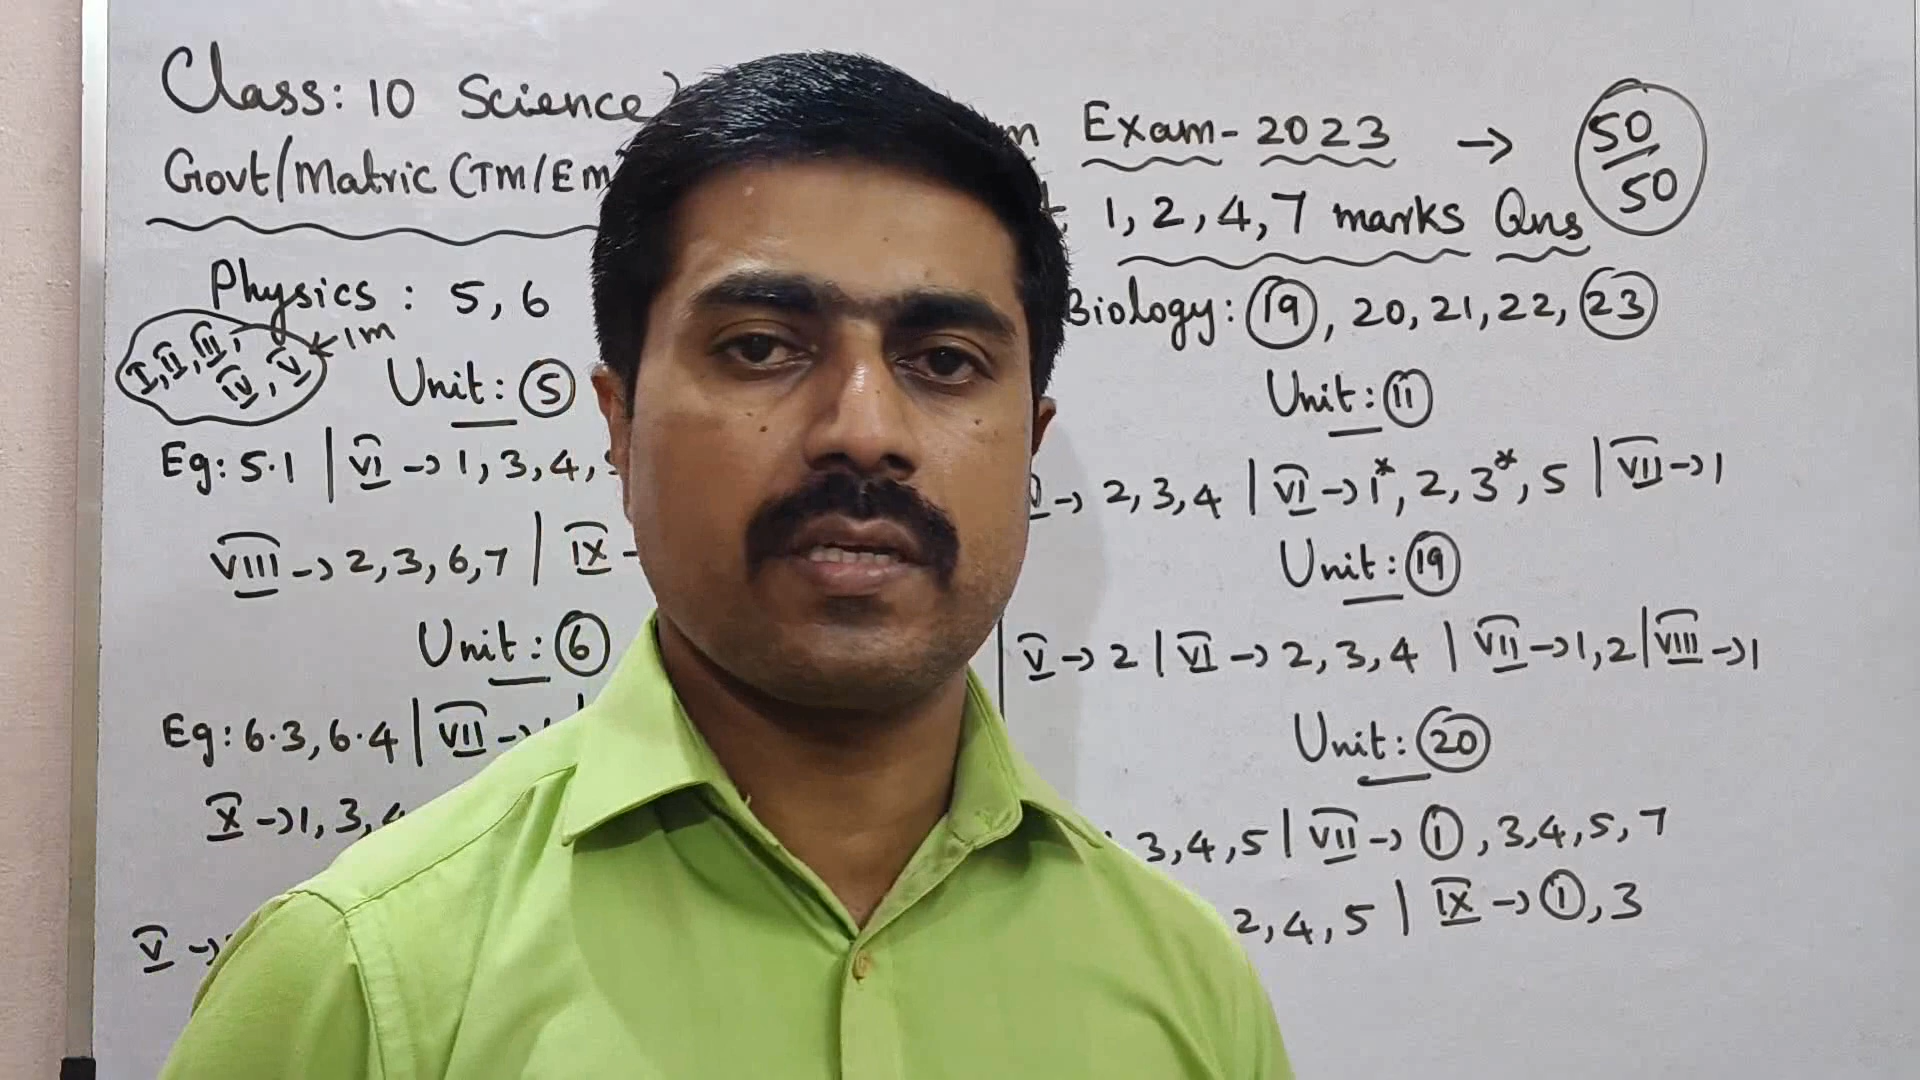 Class: 10 Science
Exam- 2023 → 50/50
Govt/Matric (TM/EM
1, 2, 4, 7 marks Qns
Physics : 5, 6
I, II, III, IV, V ← 1m
Unit: 5
Eg: 5.1 | VI → 1, 3, 4,
VIII → 2, 3, 6, 7 | IX
Unit: 6
Eg: 6.3, 6.4 | VII →
X → 1, 3, 4
V →
Biology: 19, 20, 21, 22, 23
Unit: 11
→ 2, 3, 4 | VI → 1*, 2, 3*, 5 | VII → 1
Unit: 19
| V → 2 | VI → 2, 3, 4 | VII → 1, 2 | VIII → 1
Unit: 20
3, 4, 5 | VII → 1, 3, 4, 5, 7
2, 4, 5 | IX → 1, 3